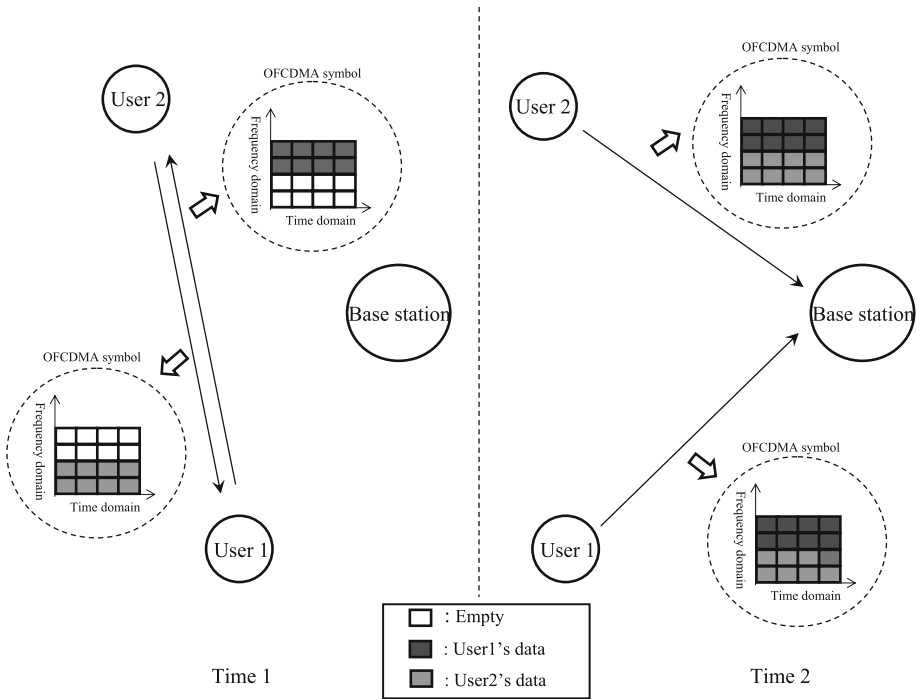 OFCDMA symbol
User 2
Frequency domain
Time domain
Base station
OFCDMA symbol
Frequency domain
Time domain
User 1
Time 1
OFCDMA symbol
User 2
Frequency domain
Time domain
Base station
OFCDMA symbol
User 1
Frequency domain
Time domain
: Empty
: User1's data
: User2's data
Time 2